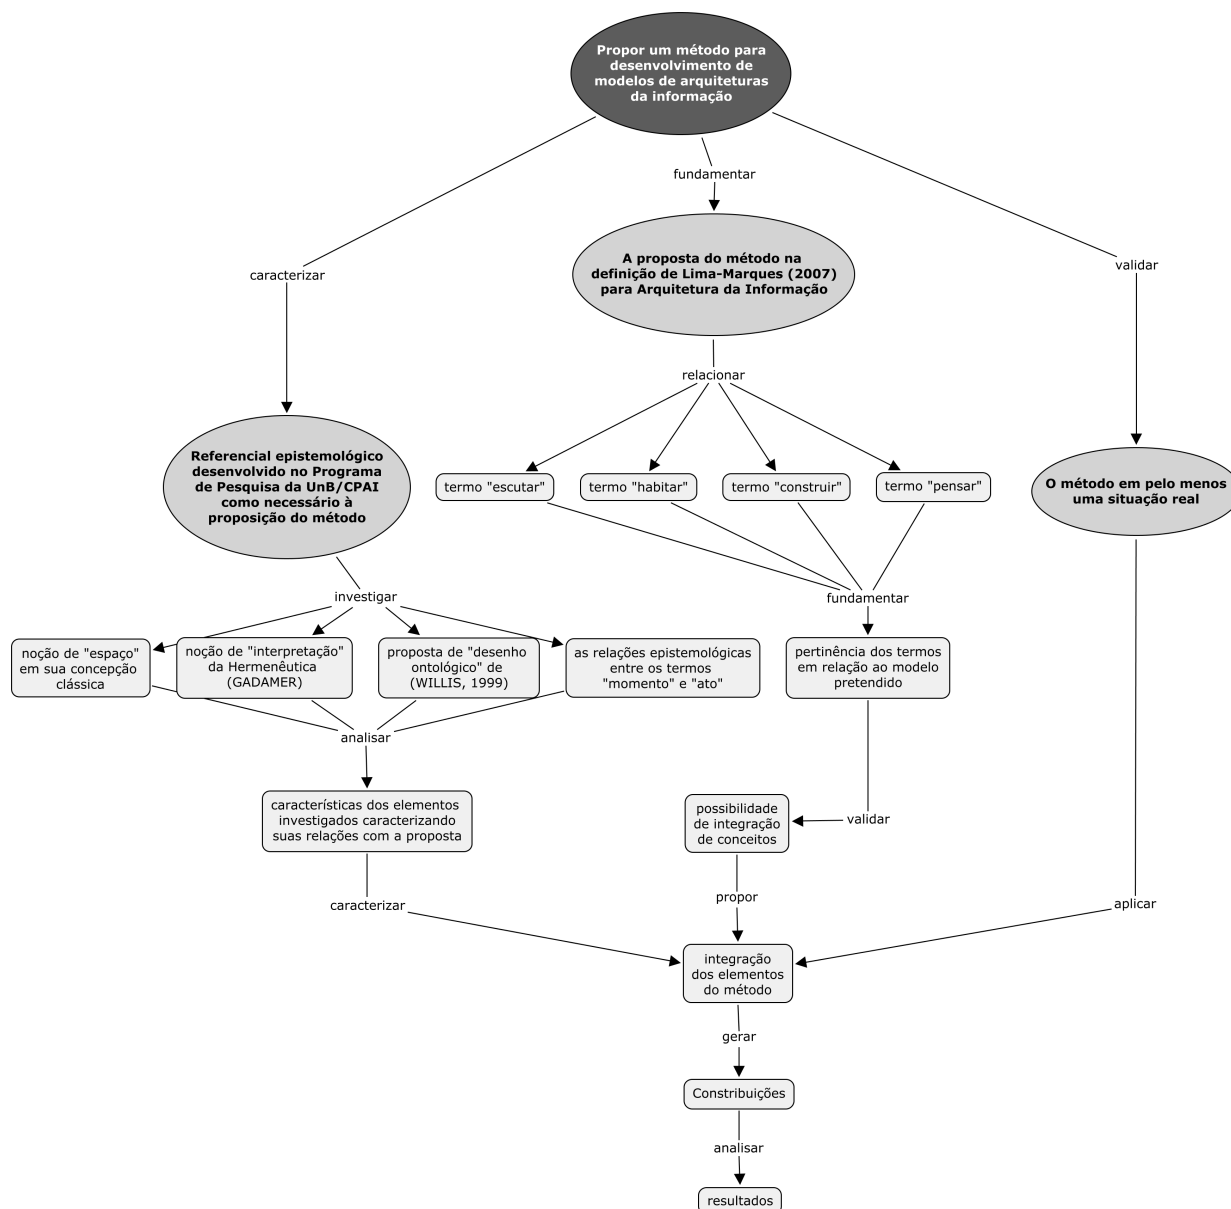 Propor um método para
desenvolvimento de
modelos de arquiteturas
da informação
fundamentar
caracterizar
validar
A proposta do método na
definição de Lima-Marques (2007)
para Arquitetura da Informação
relacionar
Referencial epistemológico
desenvolvido no Programa
de Pesquisa da UnB/CPAI
como necessário à
proposição do método
termo "escutar"
termo "habitar"
termo "construir"
termo "pensar"
O método em pelo menos
uma situação real
investigar
fundamentar
noção de "espaço"
em sua concepção
clássica
noção de "interpretação"
da Hermenêutica
(GADAMER)
proposta de "desenho
ontológico" de
(WILLIS, 1999)
as relações epistemológicas
entre os termos
"momento" e "ato"
pertinência dos termos
em relação ao modelo
pretendido
analisar
características dos elementos
investigados caracterizando
suas relações com a proposta
possibilidade
de integração
de conceitos
validar
caracterizar
propor
aplicar
integração
dos elementos
do método
gerar
Constribuições
analisar
resultados